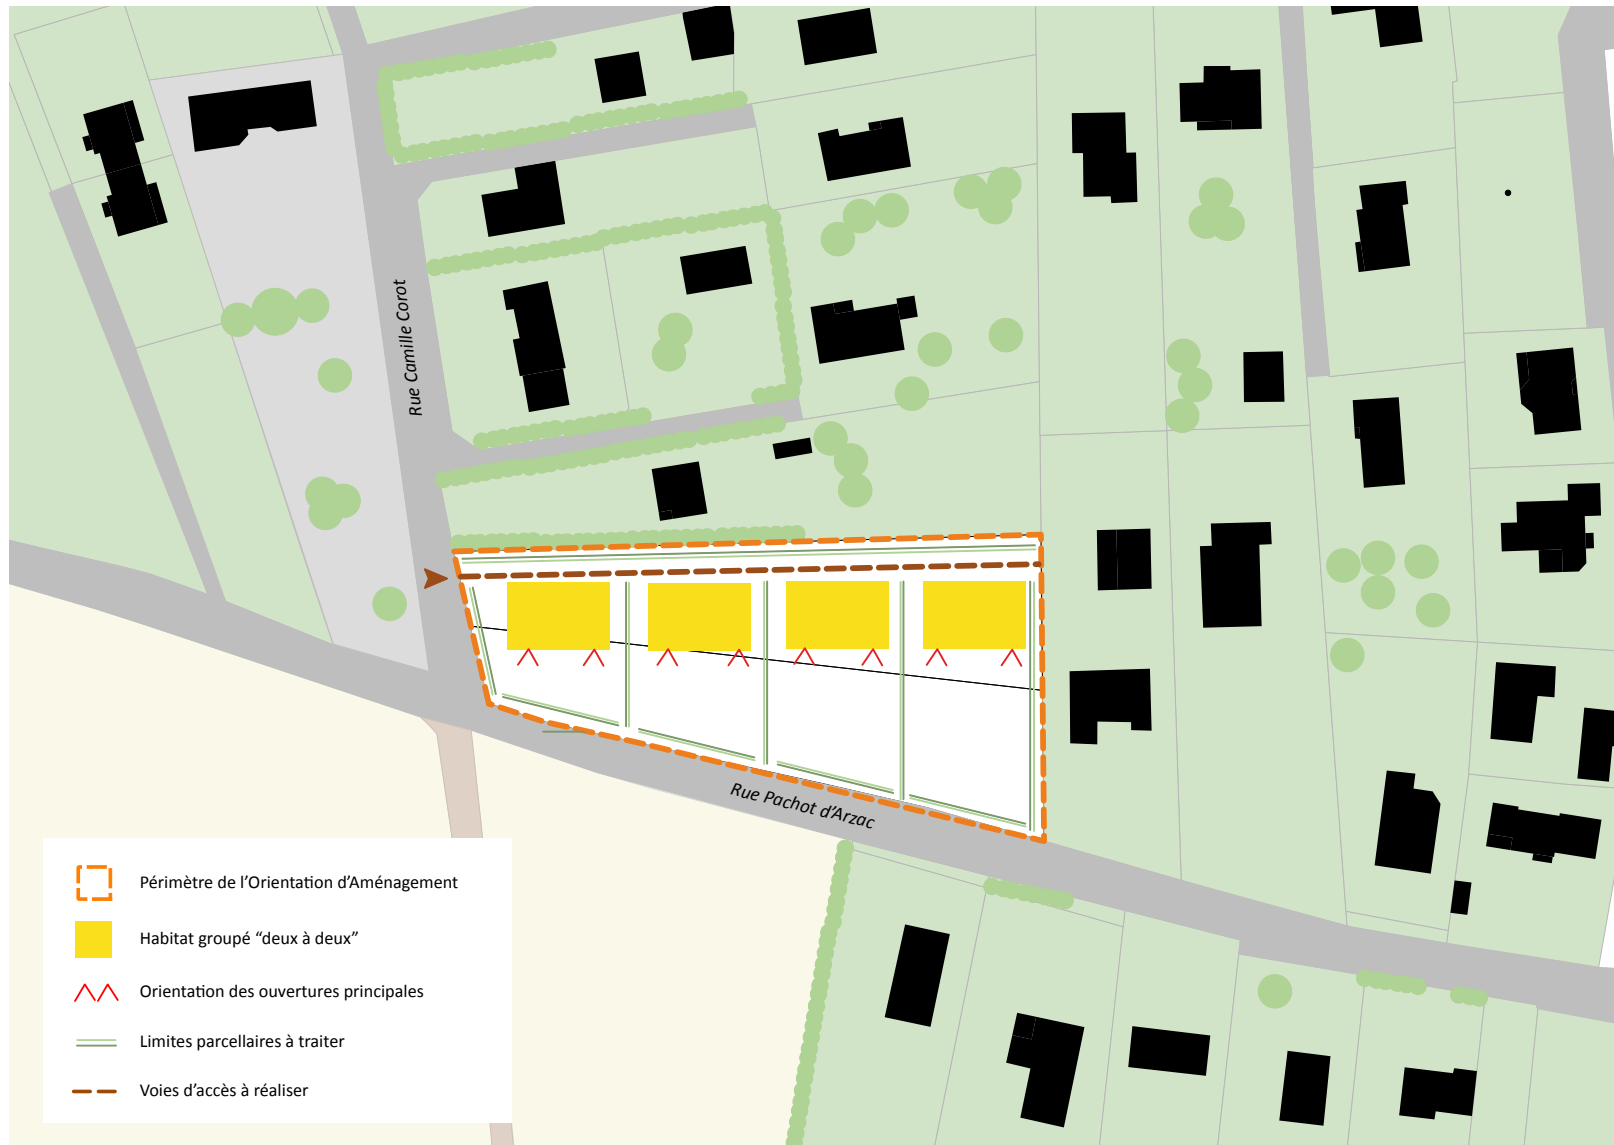 Rue Camille Corot
Rue Pachot d’Arzac
Périmètre de l’Orientation d’Aménagement
Habitat groupé “deux à deux”
Orientation des ouvertures principales
Limites parcellaires à traiter
Voies d’accès à réaliser